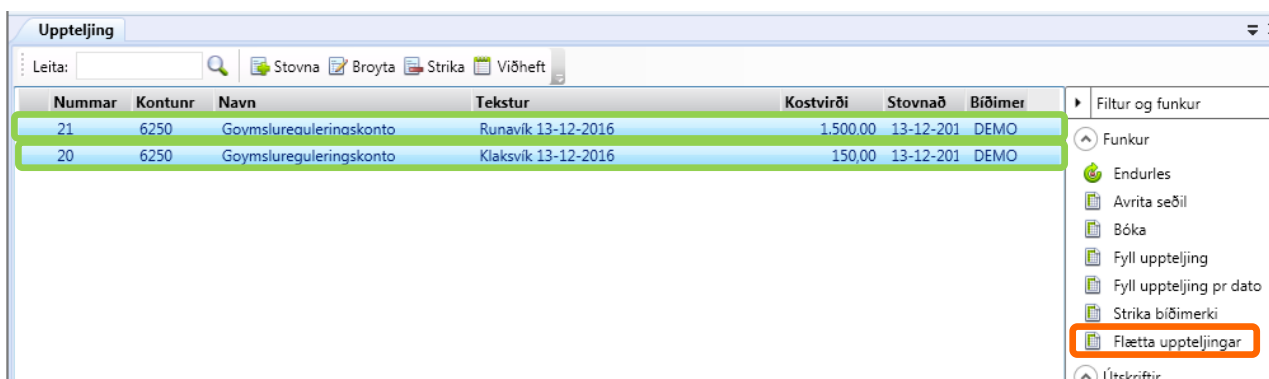 Uppteljing
Leita: Stovna Broyta Strika Viðheft
Nummar Kontunr Navn Tekstur Kostvirði Stovnað Bíðimer
21 6250 Goymslureguleringskonto Runavík 13-12-2016 1.500,00 13-12-201 DEMO
20 6250 Goymslureguleringskonto Klaksvík 13-12-2016 150,00 13-12-201 DEMO
Filtur og funkur
Funkur
Endurles
Avrita seðil
Bóka
Fyll uppteljing
Fyll uppteljing pr dato
Strika bíðimerki
Flætta uppteljingar
Útskriftir